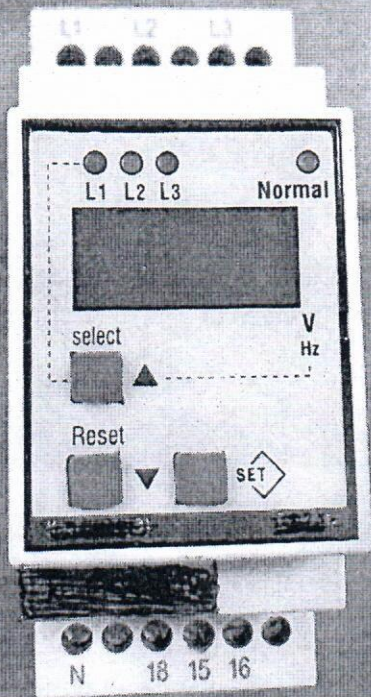 L1 L2 L3
L1 L2 L3 Normal
V
select
Hz
Reset
SET
N 18 15 16